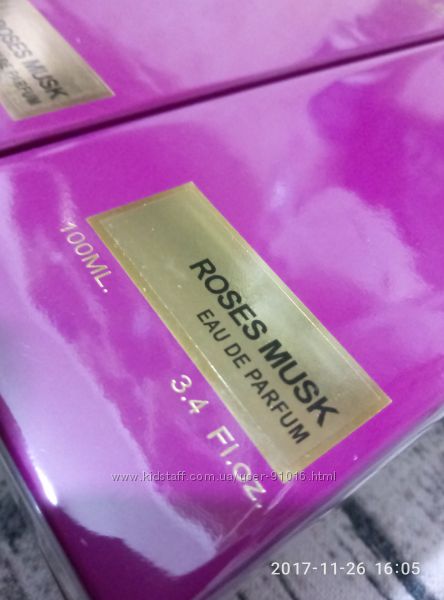 ROSES MUSK
DE PARFUM
100ML.
ROSES MUSK
EAU DE PARFUM
3.4 Fl.Oz.
www.kidstaff.com.ua/user-91016.html
2017-11-26 16:05